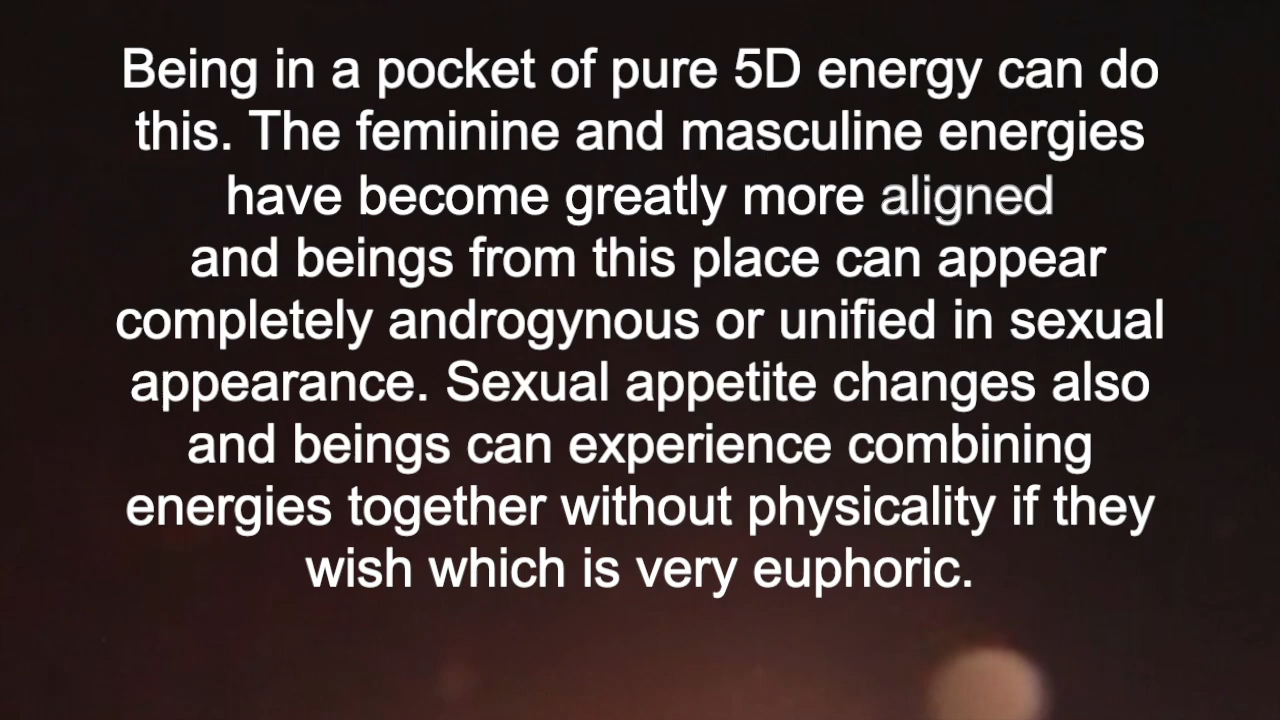 Being in a pocket of pure 5D energy can do
this. The feminine and masculine energies
have become greatly more aligned
and beings from this place can appear
completely androgynous or unified in sexual
appearance. Sexual appetite changes also
and beings can experience combining
energies together without physicality if they
wish which is very euphoric.